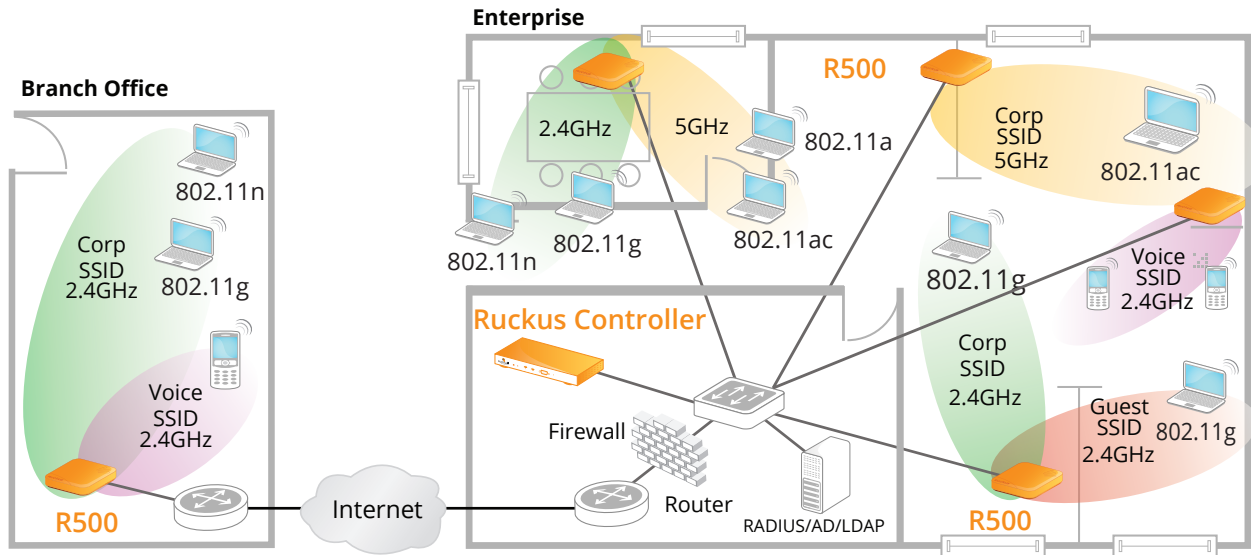 Enterprise
Branch Office
802.11n
Corp
SSID
2.4GHz
802.11g
Voice
SSID
2.4GHz
R500
Internet
2.4GHz
5GHz
802.11a
802.11n
802.11g
802.11ac
R500
Corp
SSID
5GHz
802.11ac
802.11g
Voice
SSID
2.4GHz
Ruckus Controller
Corp
SSID
2.4GHz
Guest
SSID
2.4GHz
802.11g
Firewall
Router
RADIUS/AD/LDAP
R500